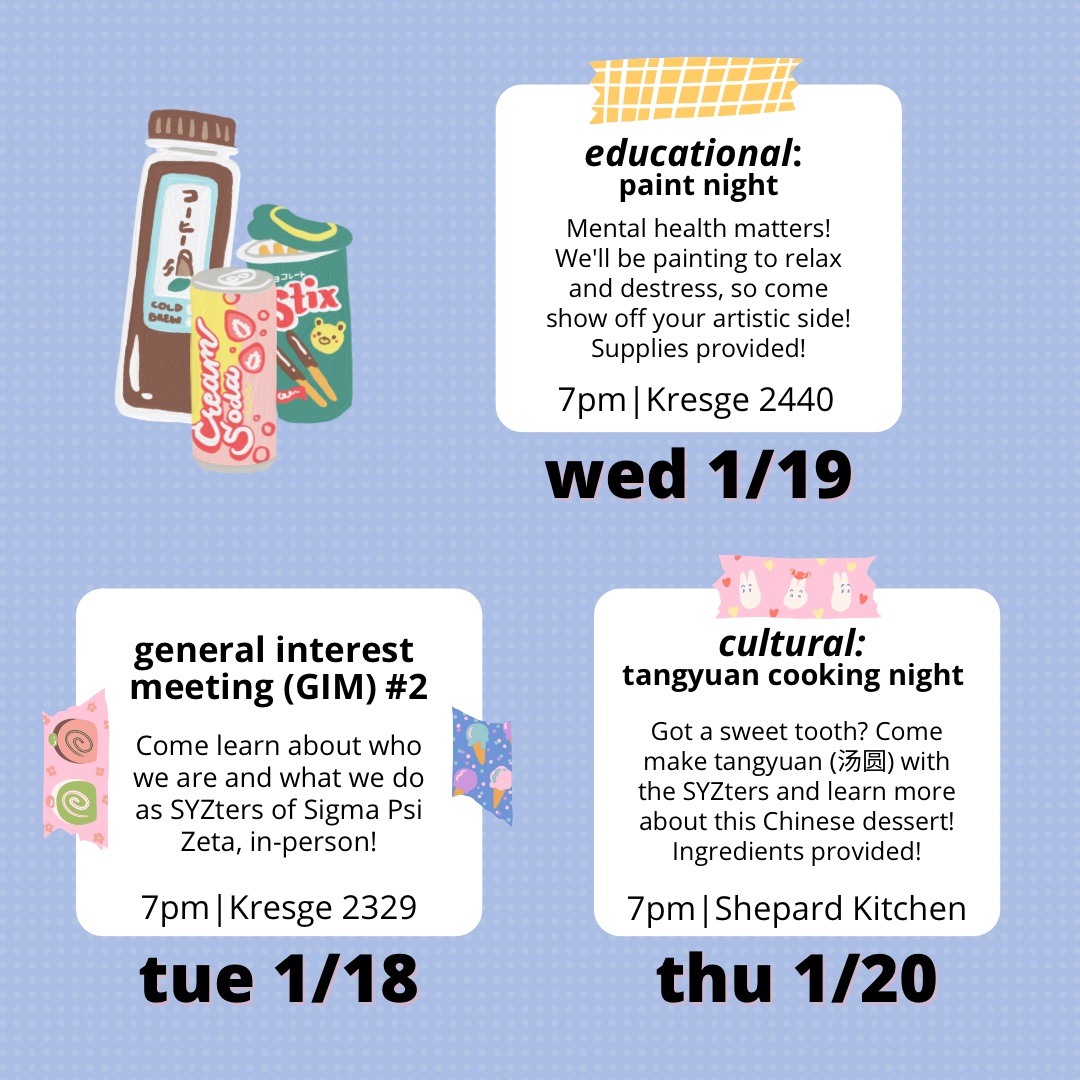 コーヒー
COLD
BREW
チョコレート
Stix
Cream
Soda
educational:
paint night
Mental health matters!
We'll be painting to relax
and destress, so come
show off your artistic side!
Supplies provided!
7pm|Kresge 2440
wed 1/19
general interest
meeting (GIM) #2
Come learn about who
we are and what we do
as SYZters of Sigma Psi
Zeta, in-person!
7pm|Kresge 2329
tue 1/18
cultural:
tangyuan cooking night
Got a sweet tooth? Come
make tangyuan (汤圆) with
the SYZters and learn more
about this Chinese dessert!
Ingredients provided!
7pm|Shepard Kitchen
thu 1/20